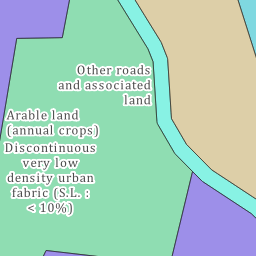 Other roads
and associated
land
Arable land
(annual crops)
Discontinuous
very low
density urban
fabric (S.L. :
< 10%)